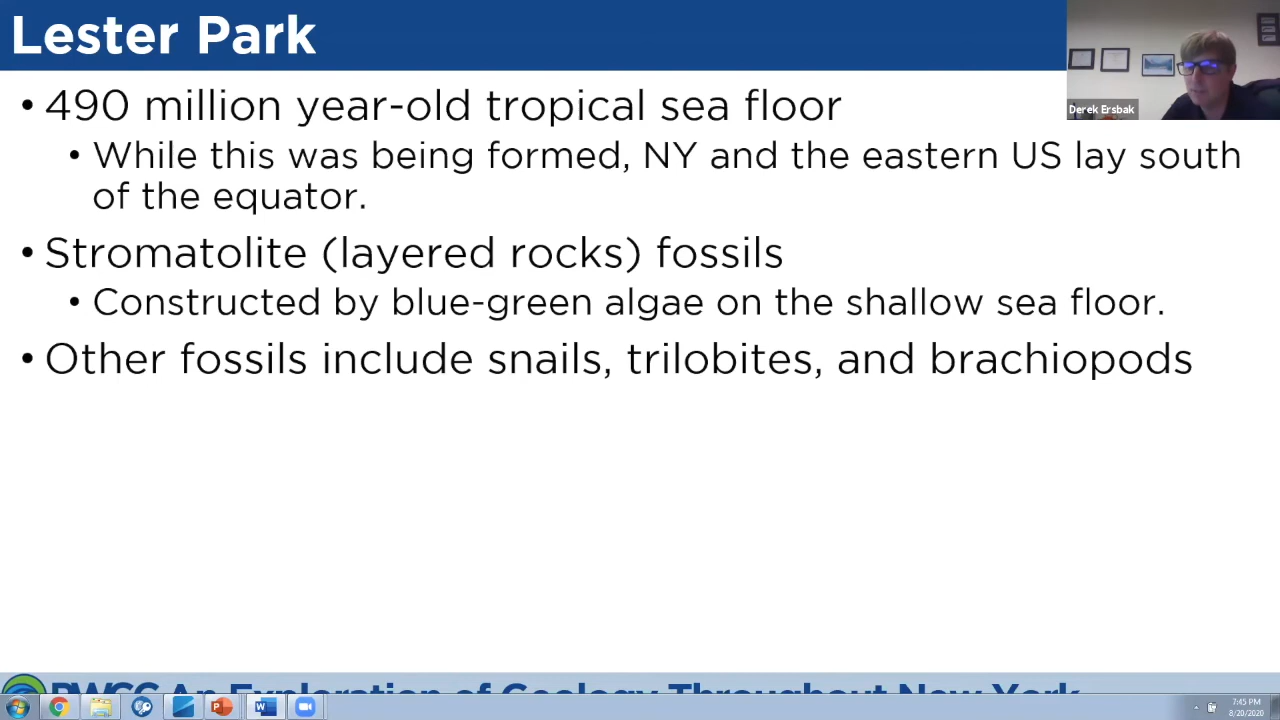 Lester Park
Derek Ersbak
• 490 million year-old tropical sea floor
• While this was being formed, NY and the eastern US lay south
of the equator.
• Stromatolite (layered rocks) fossils
• Constructed by blue-green algae on the shallow sea floor.
• Other fossils include snails, trilobites, and brachiopods
PWGC An Exploration of Geology Throughout New York
7:45 PM
8/20/2020